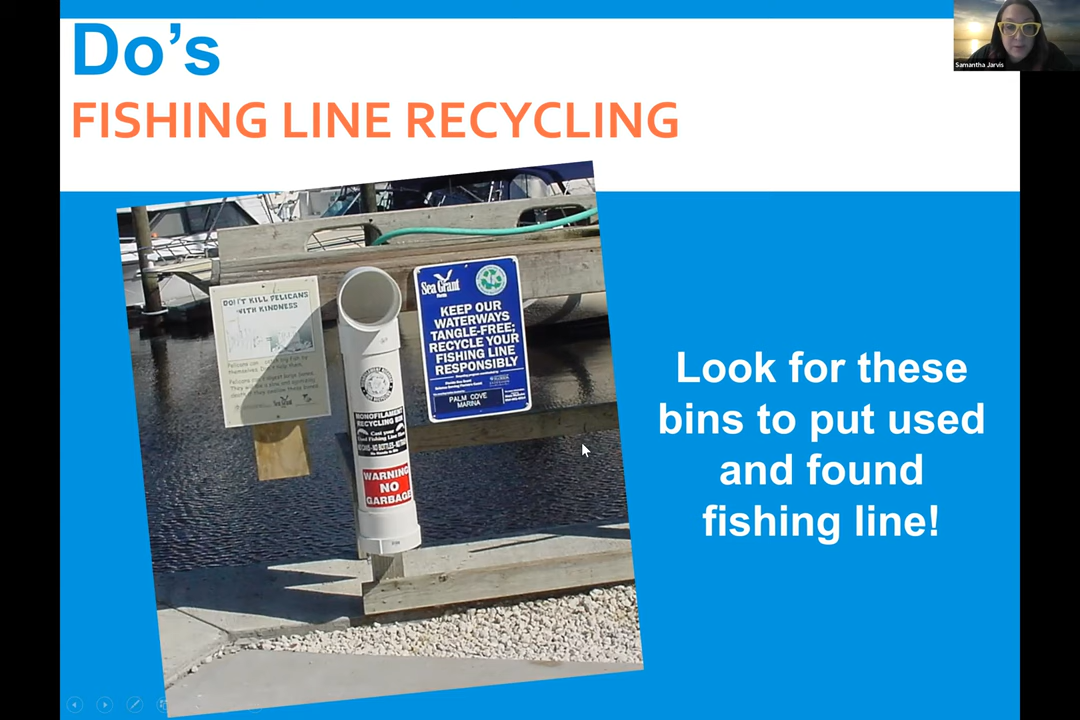 Do's
FISHING LINE RECYCLING
Samantha Jarvis
DON'T KILL PELICANS
WITH KINDNESS
Sea Grant
KEEP OUR
WATERWAYS
TANGLE-FREE;
RECYCLE YOUR
FISHING LINE
RESPONSIBLY
PALM COVE
MARINA
MONOFILAMENT
RECYCLING BIN
WARNING
NO
GARBAGE
Look for these
bins to put used
and found
fishing line!